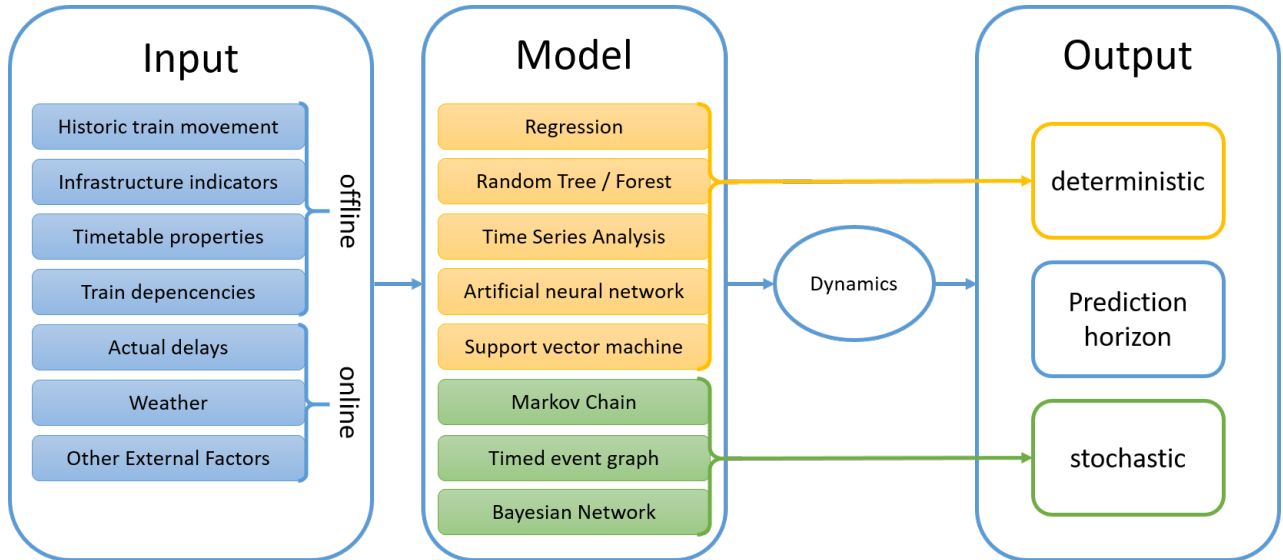 Input
Historic train movement
Infrastructure indicators
Timetable properties
Train depencencies
offline
Actual delays
Weather
Other External Factors
online
Model
Regression
Random Tree / Forest
Time Series Analysis
Artificial neural network
Support vector machine
Markov Chain
Timed event graph
Bayesian Network
Dynamics
Output
deterministic
Prediction
horizon
stochastic